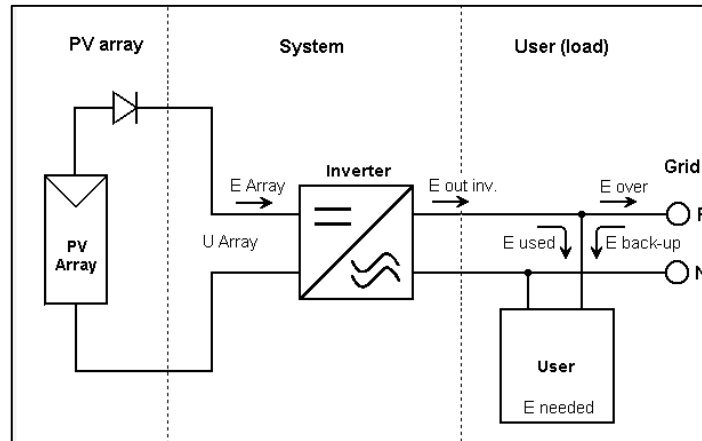 PV array
System
User (load)
Grid
Inverter
E Array
E out inv.
E over
U Array
E used
E back-up
PV
Array
User
E needed